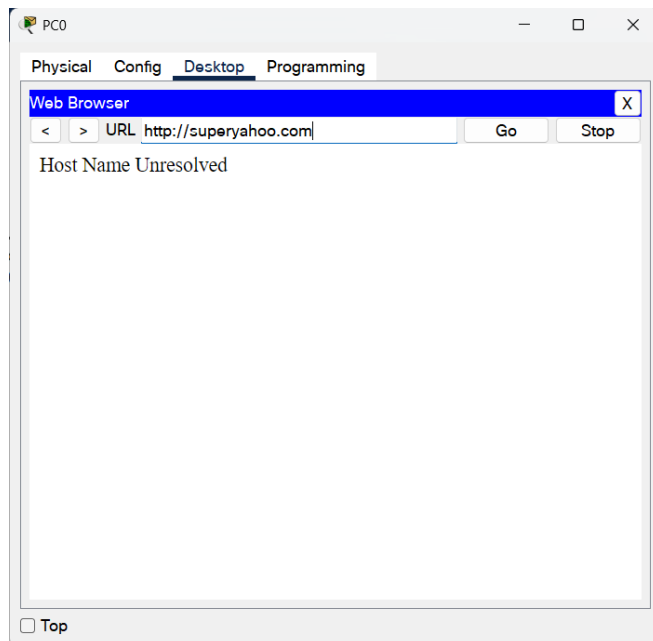 PC0
Physical Config Desktop Programming
Web Browser
X
< > URL http://superyahoo.com Go Stop
Host Name Unresolved
Top